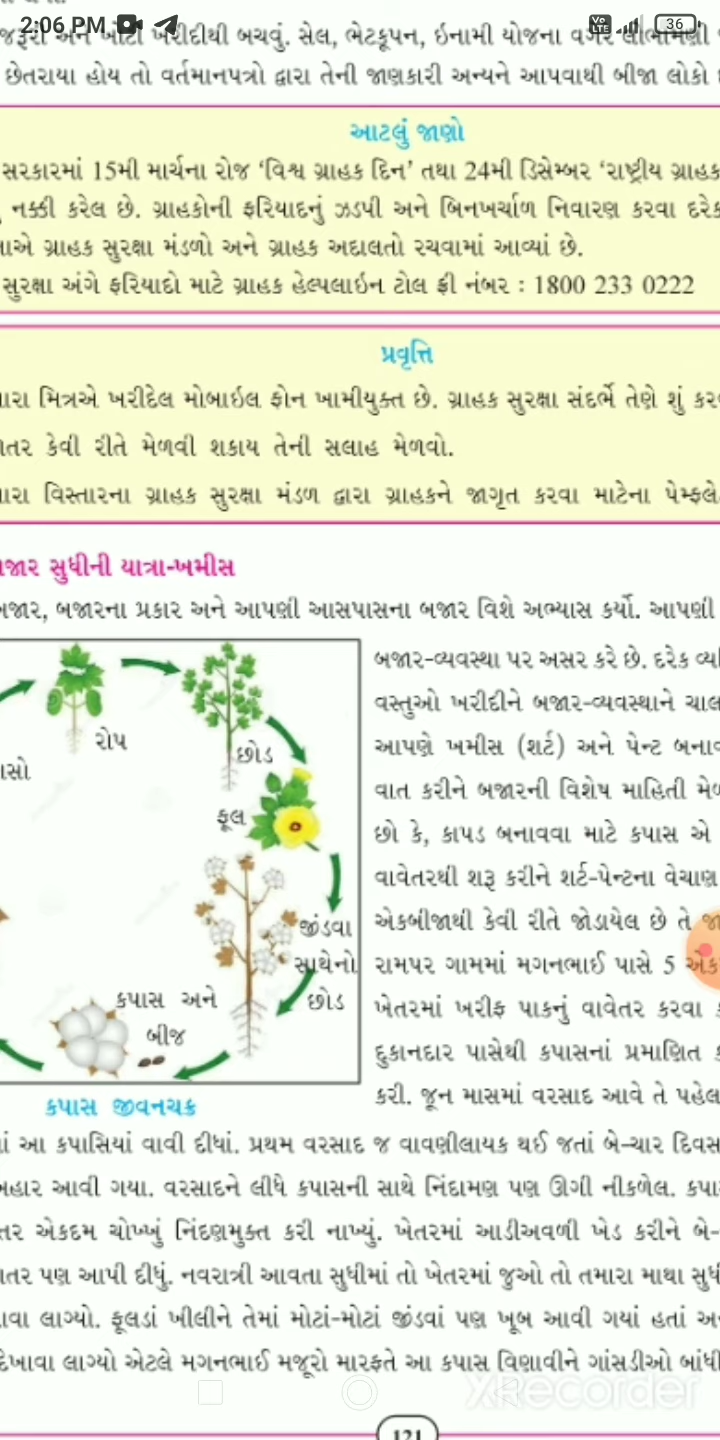 2:06 PM
Vo LTE 36
જરૂરી અને ખોટી ખરીદીથી બચવું. સેલ, ભેટકૂપન, ઇનામી યોજના વગેરે લોભામણી
છેતરાયા હોય તો વર્તમાનપત્રો દ્વારા તેની જાણકારી અન્યને આપવાથી બીજા લોકો
આટલું જાણો
સરકારમાં 15મી માર્ચના રોજ ‘વિશ્વ ગ્રાહક દિન’ તથા 24મી ડિસેમ્બર ‘રાષ્ટ્રીય ગ્રાહક
નક્કી કરેલ છે. ગ્રાહકોની ફરિયાદનું ઝડપી અને બિનખર્ચાળ નિવારણ કરવા દરેક
ાએ ગ્રાહક સુરક્ષા મંડળો અને ગ્રાહક અદાલતો રચવામાં આવ્યાં છે.
સુરક્ષા અંગે ફરિયાદો માટે ગ્રાહક હેલ્પલાઇન ટોલ ફ્રી નંબર : 1800 233 0222
પ્રવૃત્તિ
ારા મિત્રએ ખરીદેલ મોબાઇલ ફોન ખામીયુક્ત છે. ગ્રાહક સુરક્ષા સંદર્ભે તેણે શું કર
તર કેવી રીતે મેળવી શકાય તેની સલાહ મેળવો.
ારા વિસ્તારના ગ્રાહક સુરક્ષા મંડળ દ્વારા ગ્રાહકને જાગૃત કરવા માટેના પેમ્ફલે
જાર સુધીની યાત્રા-ખમીસ
જાર, બજારના પ્રકાર અને આપણી આસપાસના બજાર વિશે અભ્યાસ કર્યો. આપણી
રોપ
છોડ
ાસો
ફૂલ
જીંડવા
સાથેનો
છોડ
કપાસ અને
બીજ
કપાસ જીવનચક્ર
બજાર-વ્યવસ્થા પર અસર કરે છે. દરેક
વસ્તુઓ ખરીદીને બજાર-વ્યવસ્થાને ચાલ
આપણે ખમીસ (શર્ટ) અને પેન્ટ બનાવ
વાત કરીને બજારની વિશેષ માહિતી મે
છો કે, કાપડ બનાવવા માટે કપાસ એ
વાવેતરથી શરૂ કરીને શર્ટ-પેન્ટના વેચાણ
એકબીજાથી કેવી રીતે જોડાયેલ છે તે જા
રામપર ગામમાં મગનભાઈ પાસે 5 એક
ખેતરમાં ખરીફ પાકનું વાવેતર કરવા
દુકાનદાર પાસેથી કપાસનાં પ્રમાણિત
કરી. જૂન માસમાં વરસાદ આવે તે પહેલ
ાં આ કપાસિયાં વાવી દીધાં. પ્રથમ વરસાદ જ વાવણીલાયક થઈ જતાં બે-ચાર દિવસ
બહાર આવી ગયા. વરસાદને લીધે કપાસની સાથે નિંદામણ પણ ઊગી નીકળેલ. કપા
તર એકદમ ચોખ્ખું નિંદણમુક્ત કરી નાખ્યું. ખેતરમાં આડીઅવળી ખેડ કરીને બે-
ાતર પણ આપી દીધું. નવરાત્રી આવતા સુધીમાં તો ખેતરમાં જુઓ તો તમારા માથા સુધી
વા લાગ્યો. ફૂલડાં ખીલીને તેમાં મોટાં-મોટાં જીંડવાં પણ ખૂબ આવી ગયાં હતાં અ
દેખાવા લાગ્યો એટલે મગનભાઈ મજૂરો મારફતે આ કપાસ વિણાવીને ગાંસડીઓ બાંધી
XRecorder
121